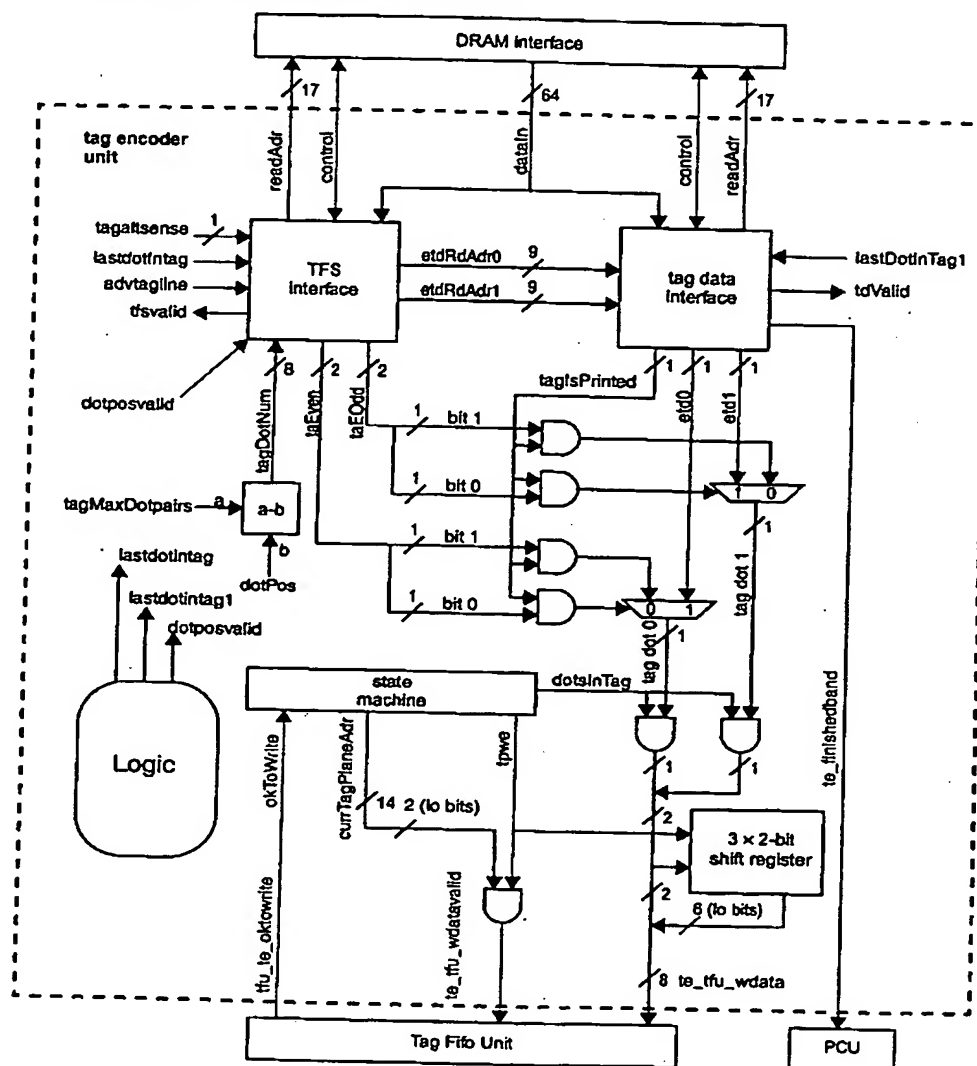 DRAM interface
17
64
17
tag encoder
unit
readAdr
control
dataIn
control
readAdr
tagaltsense
1
lastdotintag
advtagline
tfsvalid
TFS
interface
etdRdAdr0
9
etdRdAdr1
9
tag data
interface
lastDotInTag1
tdValid
dotposvalid
8
2
2
1
1
1
tagIsPrinted
tagDotNum
taEven
taEOdd
etd0
etd1
1
bit 1
1
bit 0
1 0
tagMaxDotpairs
a
a-b
b
dotPos
1
bit 1
1
bit 0
0 1
1
1
tag dot 0
tag dot 1
lastdotintag
lastdotintag1
dotposvalid
Logic
state
machine
dotsInTag
okToWrite
currTagPlaneAdr
tpwe
14
2 (lo bits)
1
1
2
3 x 2-bit
shift register
2
6 (lo bits)
te_finishedband
tfu_te_oktowrite
te_tfu_wdatavalid
8
te_tfu_wdata
Tag Fifo Unit
PCU